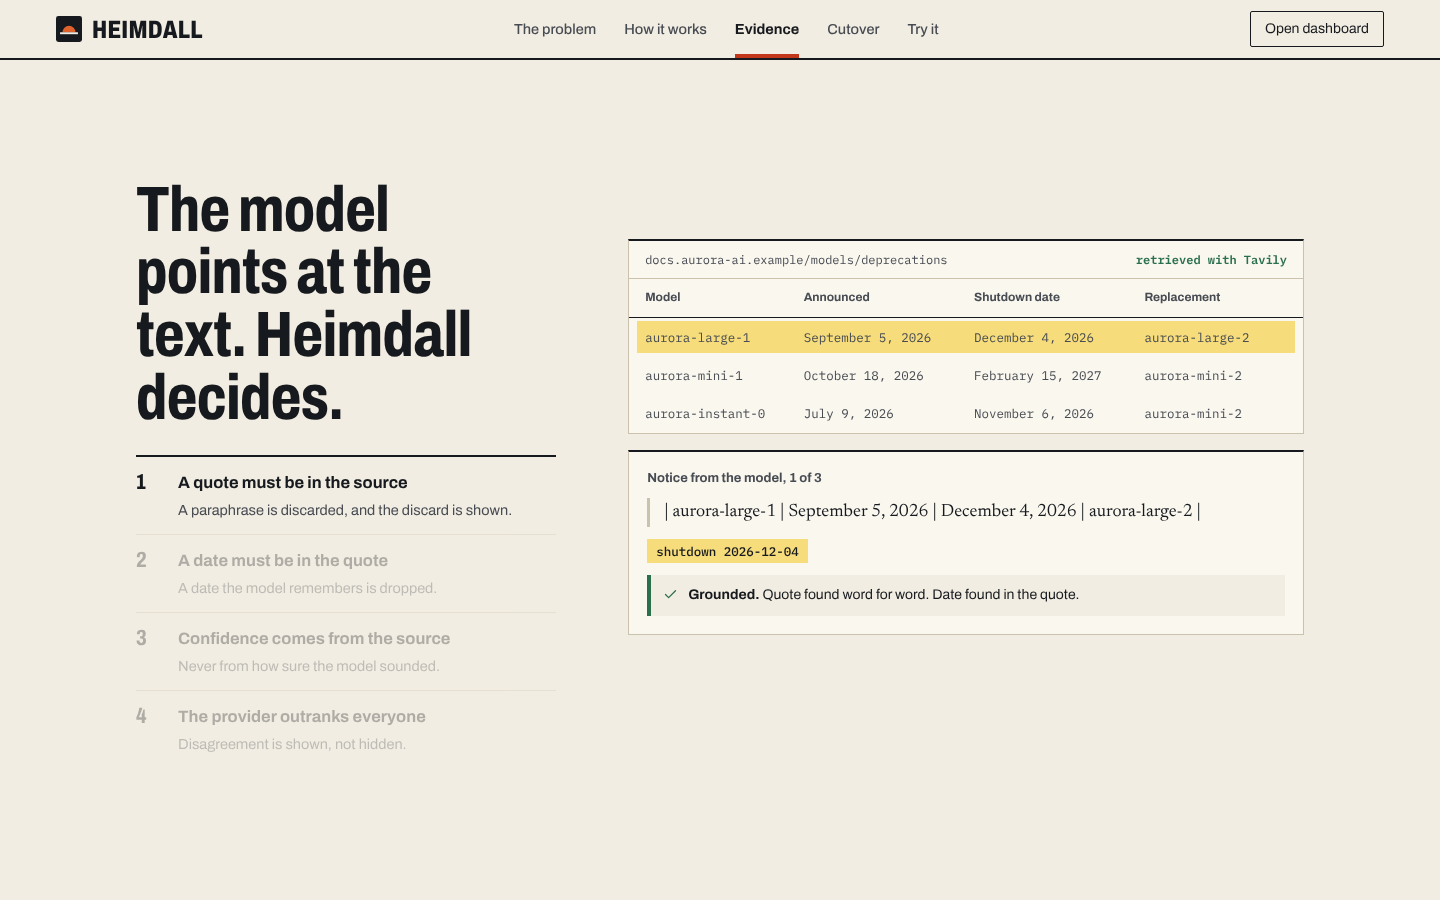 HEIMDALL
The problem
How it works
Evidence
Cutover
Try it
Open dashboard
The model
points at the
text. Heimdall
decides.
1 A quote must be in the source
A paraphrase is discarded, and the discard is shown.
2 A date must be in the quote
A date the model remembers is dropped.
3 Confidence comes from the source
Never from how sure the model sounded.
4 The provider outranks everyone
Disagreement is shown, not hidden.
docs.aurora-ai.example/models/deprecations retrieved with Tavily
Model Announced Shutdown date Replacement
aurora-large-1 September 5, 2026 December 4, 2026 aurora-large-2
aurora-mini-1 October 18, 2026 February 15, 2027 aurora-mini-2
aurora-instant-0 July 9, 2026 November 6, 2026 aurora-mini-2
Notice from the model, 1 of 3
| aurora-large-1 | September 5, 2026 | December 4, 2026 | aurora-large-2 |
shutdown 2026-12-04
Grounded. Quote found word for word. Date found in the quote.